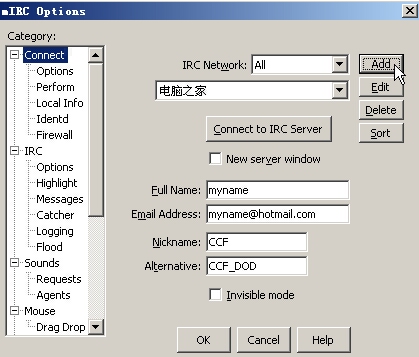 mIRC Options
Category:
Connect
Options
Perform
Local Info
Identd
Firewall
IRC
Options
Highlight
Messages
Catcher
Logging
Flood
Sounds
Requests
Agents
Mouse
Drag Drop
IRC Network: All
Add
电脑之家
Edit
Delete
Connect to IRC Server
Sort
New server window
Full Name: myname
Email Address: myname@hotmail.com
Nickname: CCF
Alternative: CCF_DOD
Invisible mode
OK Cancel Help